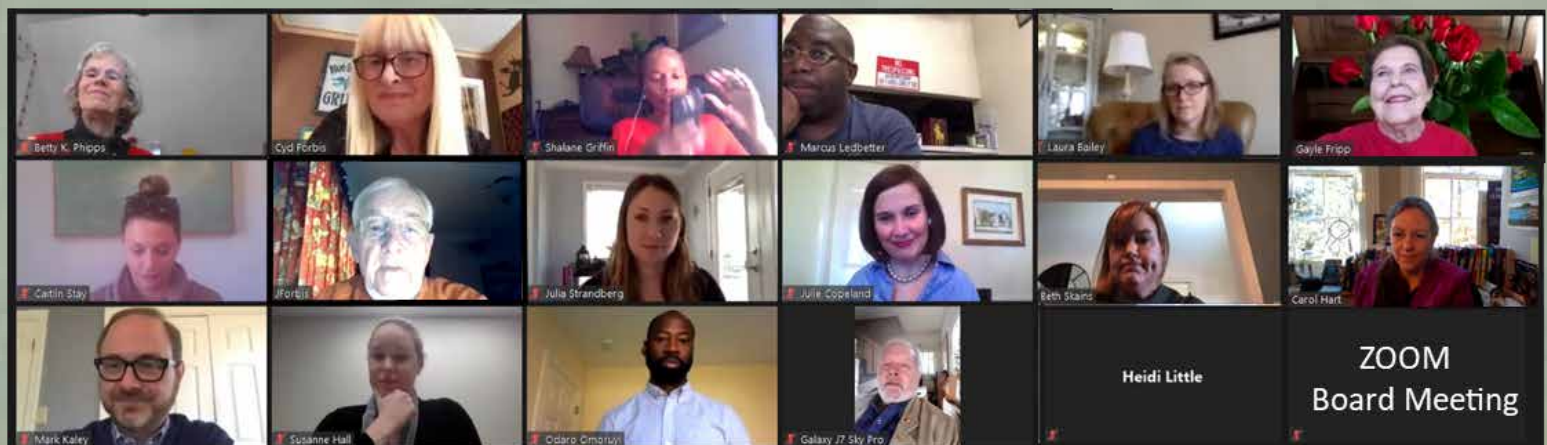 Betty K. Phipps
Cyd Forbis
Shalane Griffin
Marcus Ledbetter
Laura Bailey
Gayle Fripp
Caitlin Stay
JForbis
Julia Strandberg
Julie Copeland
Beth Skains
Carol Hart
Mark Kaley
Susanne Hall
Odaro Omoruyi
Galaxy J7 Sky Pro
Heidi Little
ZOOM
Board Meeting